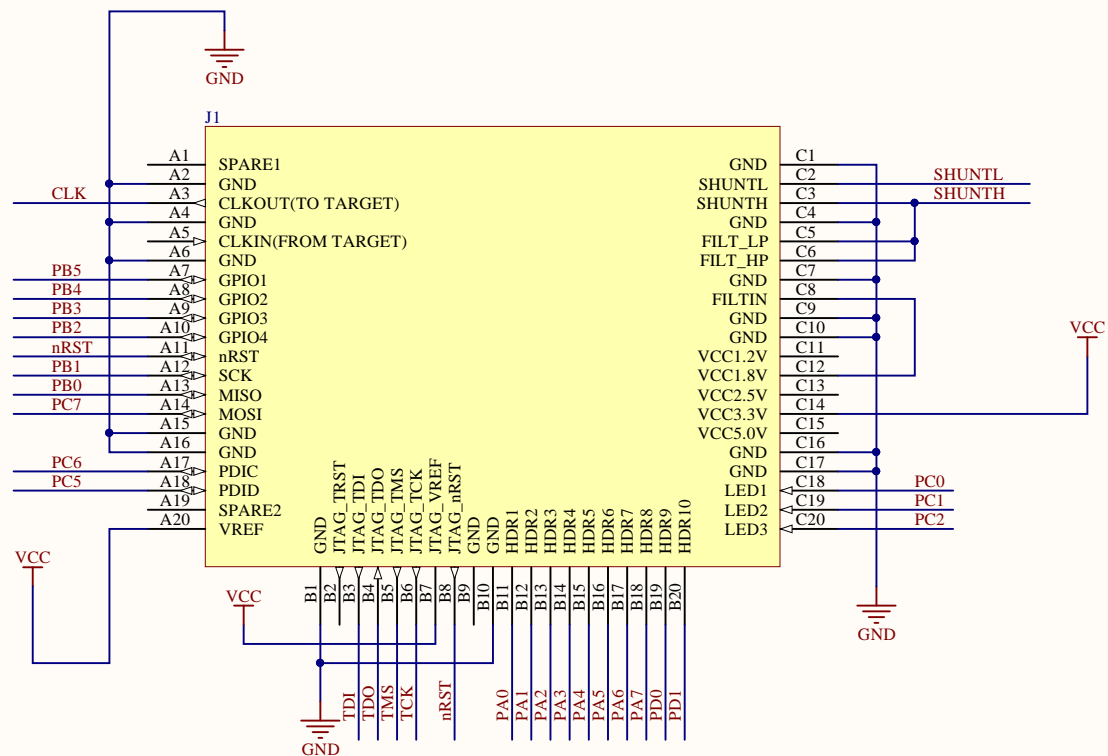 GND
J1
A1 SPARE1
A2 GND
CLK A3 CLKOUT(TO TARGET)
A4 GND
A5 CLKIN(FROM TARGET)
A6 GND
PB5 A7 GPIO1
PB4 A8 GPIO2
PB3 A9 GPIO3
PB2 A10 GPIO4
nRST A11 nRST
PB1 A12 SCK
PB0 A13 MISO
PC7 A14 MOSI
A15 GND
A16 GND
PC6 A17 PDIC
PC5 A18 PDID
A19 SPARE2
A20 VREF
VCC
GND C1
SHUNTL C2 SHUNTL
SHUNTH C3 SHUNTH
GND C4
FILT_LP C5
FILT_HP C6
GND C7
FILTIN C8
GND C9
GND C10
VCC1.2V C11
VCC1.8V C12
VCC2.5V C13
VCC3.3V C14
VCC5.0V C15
GND C16
GND C17
LED1 C18 PC0
LED2 C19 PC1
LED3 C20 PC2
VCC
GND
GND B1
JTAG_TRST B2
JTAG_TDI B3 TDI
JTAG_TDO B4 TDO
JTAG_TMS B5 TMS
JTAG_TCK B6 TCK
JTAG_VREF B7
JTAG_nRST B8 nRST
GND B9
GND B10
HDR1 B11 PA0
HDR2 B12 PA1
HDR3 B13 PA2
HDR4 B14 PA3
HDR5 B15 PA4
HDR6 B16 PA5
HDR7 B17 PA6
HDR8 B18 PA7
HDR9 B19 PD0
HDR10 B20 PD1
VCC
GND